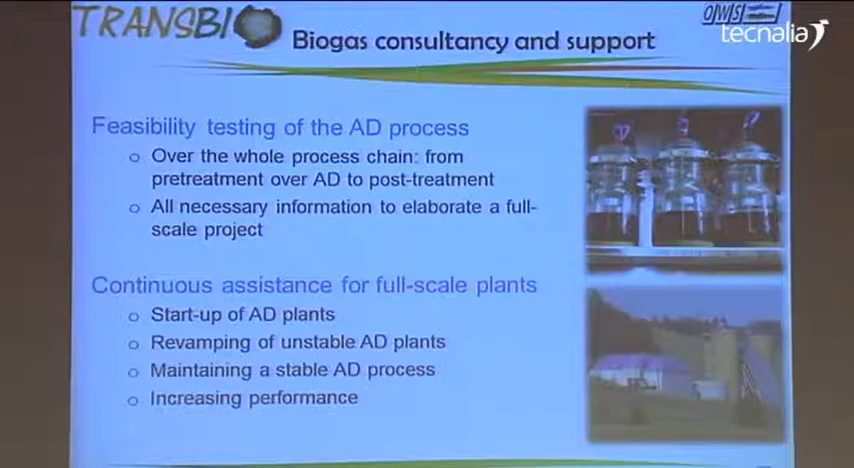 TRANSBIO
OWS
tecnalia
Biogas consultancy and support
Feasibility testing of the AD process
o Over the whole process chain: from
pretreatment over AD to post-treatment
o All necessary information to elaborate a full-
scale project
Continuous assistance for full-scale plants
o Start-up of AD plants
o Revamping of unstable AD plants
o Maintaining a stable AD process
o Increasing performance